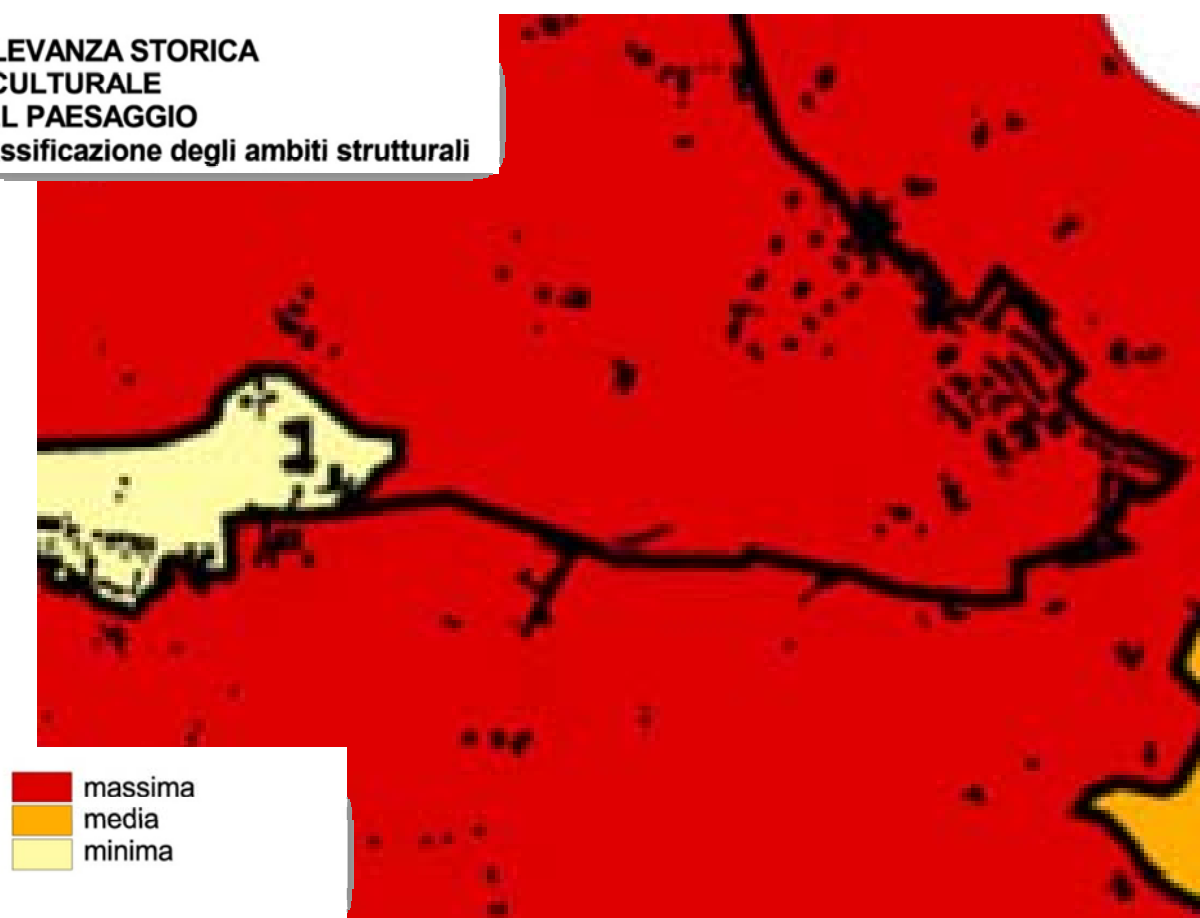 LEVANZA STORICA
CULTURALE
L PAESAGGIO
ssificazione degli ambiti strutturali
massima
media
minima